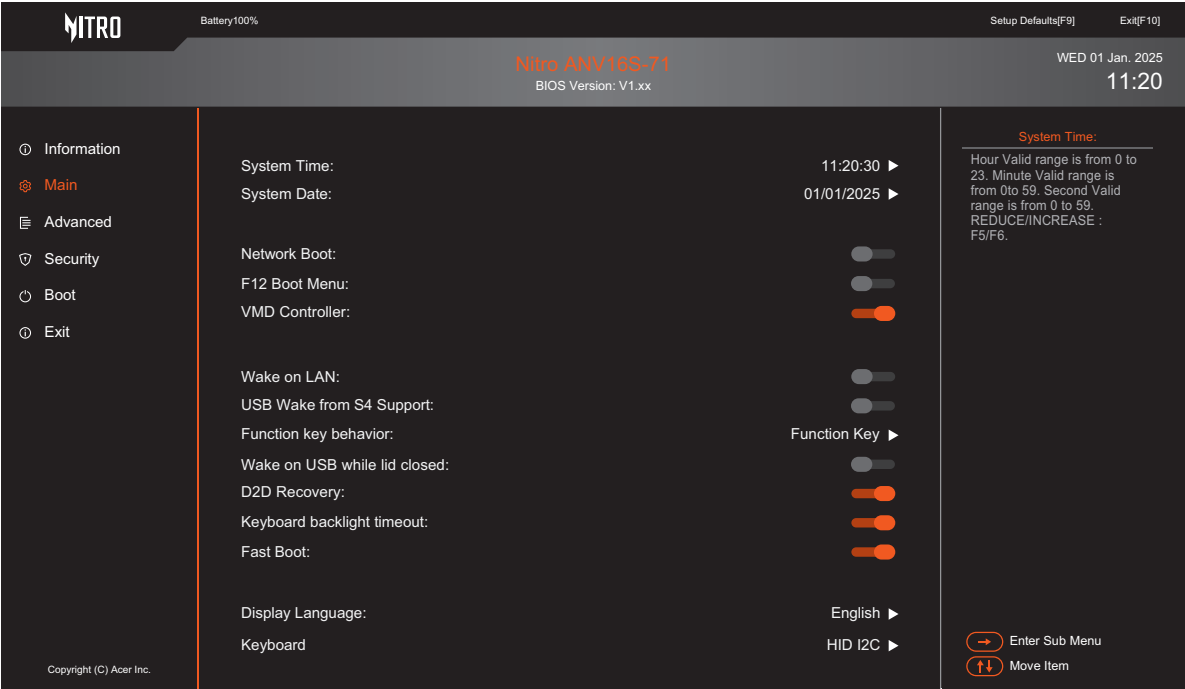 NITRO
Battery100%
Setup Defaults[F9]
Exit[F10]
Nitro ANV16S-71
BIOS Version: V1.xx
WED 01 Jan. 2025
11:20
Information
Main
Advanced
Security
Boot
Exit
System Time: 11:20:30
System Date: 01/01/2025
Network Boot:
F12 Boot Menu:
VMD Controller:
Wake on LAN:
USB Wake from S4 Support:
Function key behavior: Function Key
Wake on USB while lid closed:
D2D Recovery:
Keyboard backlight timeout:
Fast Boot:
Display Language: English
Keyboard HID I2C
System Time:
Hour Valid range is from 0 to
23. Minute Valid range is
from 0to 59. Second Valid
range is from 0 to 59.
REDUCE/INCREASE :
F5/F6.
Enter Sub Menu
Move Item
Copyright (C) Acer Inc.